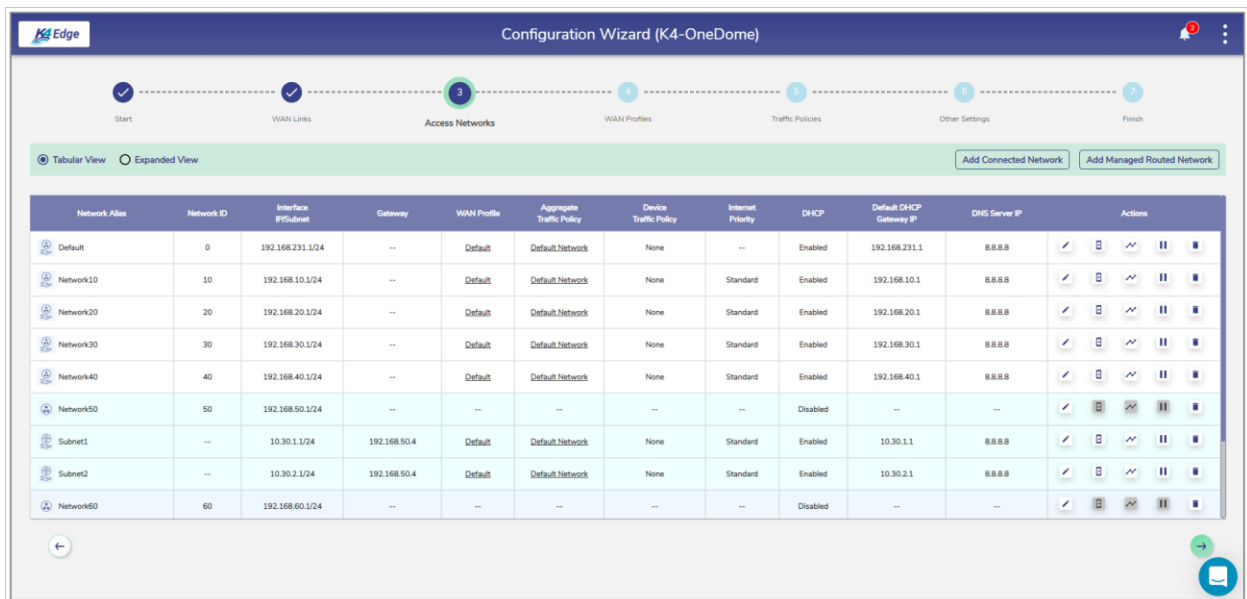 K4 Edge
Configuration Wizard (K4-OneDome)
2
3
4
5
6
7
Start
WAN Links
Access Networks
WAN Profiles
Traffic Policies
Other Settings
Finish
Tabular View
Expanded View
Add Connected Network
Add Managed Routed Network
Network Alias Network ID Interface IP/Subnet Gateway WAN Profile Aggregate Traffic Policy Device Traffic Policy Internet Priority DHCP Default DHCP Gateway IP DNS Server IP Actions
Default 0 192.168.231.1/24 -- Default Default Network None -- Enabled 192.168.231.1 8.8.8.8
Network10 10 192.168.10.1/24 -- Default Default Network None Standard Enabled 192.168.10.1 8.8.8.8
Network20 20 192.168.20.1/24 -- Default Default Network None Standard Enabled 192.168.20.1 8.8.8.8
Network30 30 192.168.30.1/24 -- Default Default Network None Standard Enabled 192.168.30.1 8.8.8.8
Network40 40 192.168.40.1/24 -- Default Default Network None Standard Enabled 192.168.40.1 8.8.8.8
Network50 50 192.168.50.1/24 -- -- -- -- -- Disabled -- --
Subnet1 -- 10.30.1.1/24 192.168.50.4 Default Default Network None Standard Enabled 10.30.1.1 8.8.8.8
Subnet2 -- 10.30.2.1/24 192.168.50.4 Default Default Network None Standard Enabled 10.30.2.1 8.8.8.8
Network60 60 192.168.60.1/24 -- -- -- -- -- Disabled -- --